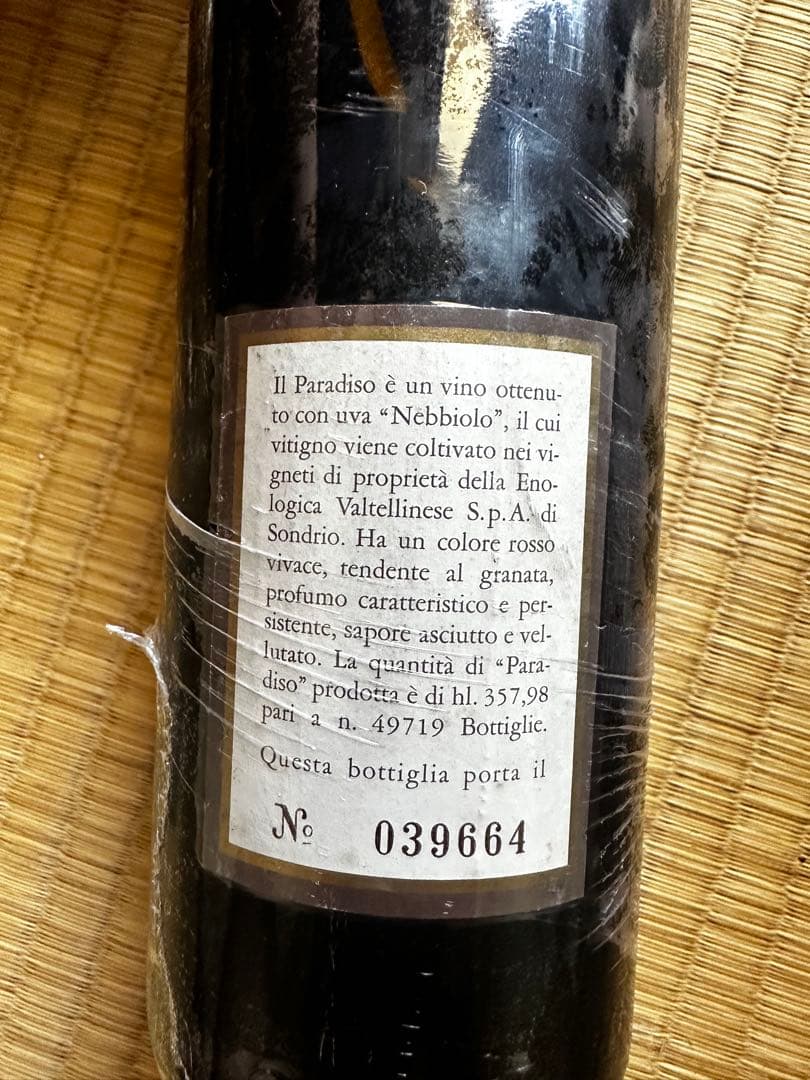 Il Paradiso è un vino ottenu-
to con uva “Nebbiolo”, il cui
vitigno viene coltivato nei vi-
gneti di proprietà della Eno-
logica Valtellinese S.p.A. di
Sondrio. Ha un colore rosso
vivace, tendente al granata,
profumo caratteristico e per-
sistente, sapore asciutto e vel-
lutato. La quantità di “Para-
diso” prodotta è di hl. 357,98
pari a n. 49719 Bottiglie.
Questa bottiglia porta il
No 039664